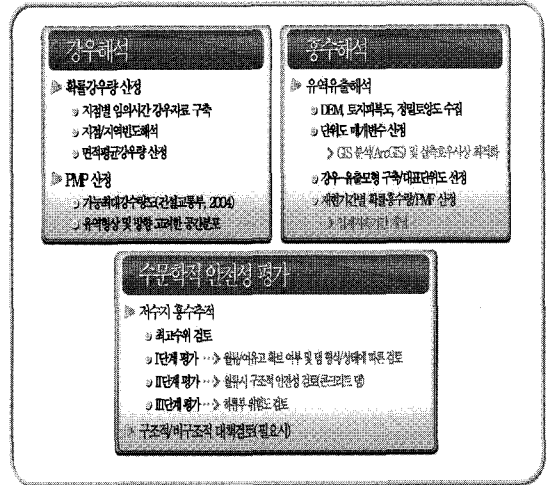 강우해석
확률강우량 산정
지점별 임의시간 강우자료 구축
지점/지역빈도해석
면적평균강우량 산정
PMP 산정
가능최대강수량도(건설교통부, 2004)
유역형상 및 방향 고려한 공간분포
홍수해석
유역유출해석
DEM, 토지피복도, 정밀토양도 수집
단위도 매개변수 산정
GIS 분석(ArcGIS) 및 실측호우사상 최적화
강우-유출모형 구축/대표단위도 선정
재현기간별 확률홍수량/PMF 산정
임계지속기간 개념
수문학적 안전성 평가
저수지 홍수추적
최고수위 검토
I단계 평가 ··> 월류/여유고 확보 여부 및 댐 형식/상태에 따른 검토
II단계 평가 ··> 월류시 구조적 안전성 검토(콘크리트 댐)
III단계 평가 ··> 하류부 위험도 검토
구조적/비구조적 대책검토(필요시)